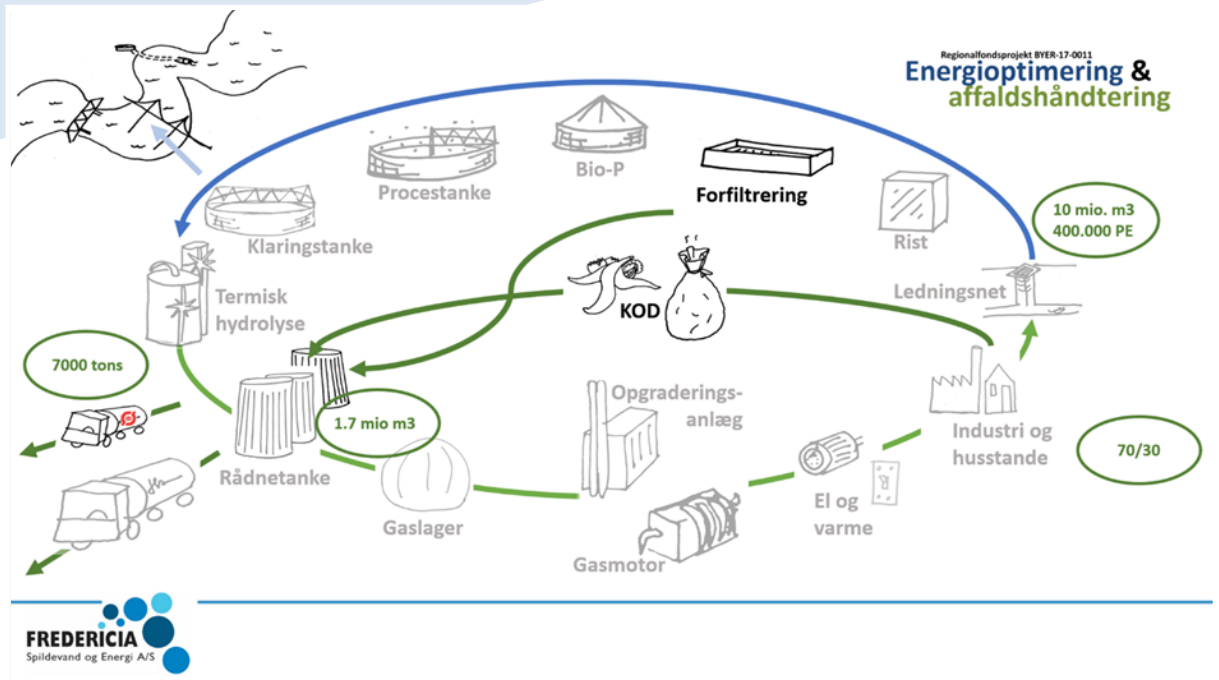 Regionalfondsprojekt BYER-17-0011
Energioptimering &
affaldshåndtering
Bio-P
Procestanke
Forfiltrering
Klaringstanke
Rist
10 mio. m3
400.000 PE
Termisk
hydrolyse
KOD
Ledningsnet
7000 tons
1.7 mio m3
Opgraderings-
anlæg
Industri og
husstande
70/30
Rådnetanke
Gaslager
El og
varme
Gasmotor
FREDERICIA
Spildevand og Energi A/S